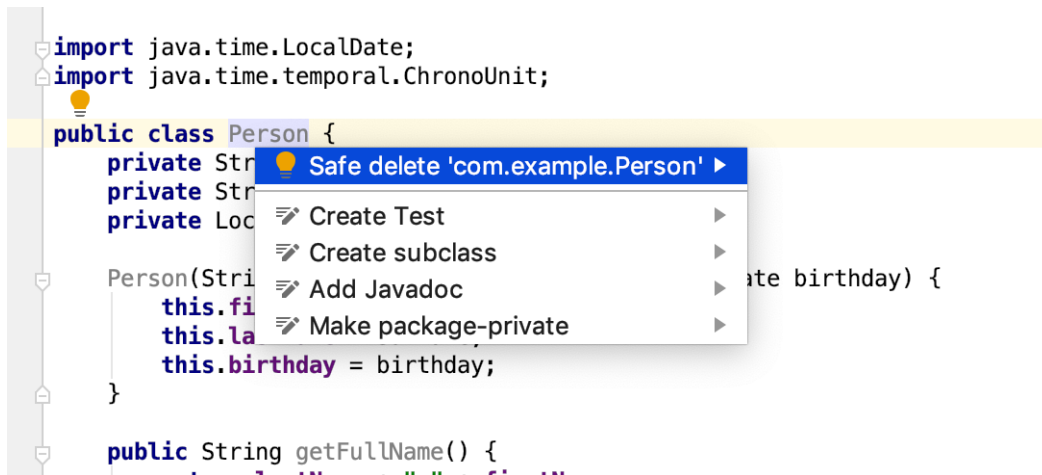 import java.time.LocalDate;
import java.time.temporal.ChronoUnit;
public class Person {
private Str
Safe delete 'com.example.Person'
private Str
private Loc
Create Test
Create subclass
Person(Stri
ate birthday) {
Add Javadoc
this.fi
Make package-private
this.la
this.birthday = birthday;
}
public String getFullName() {